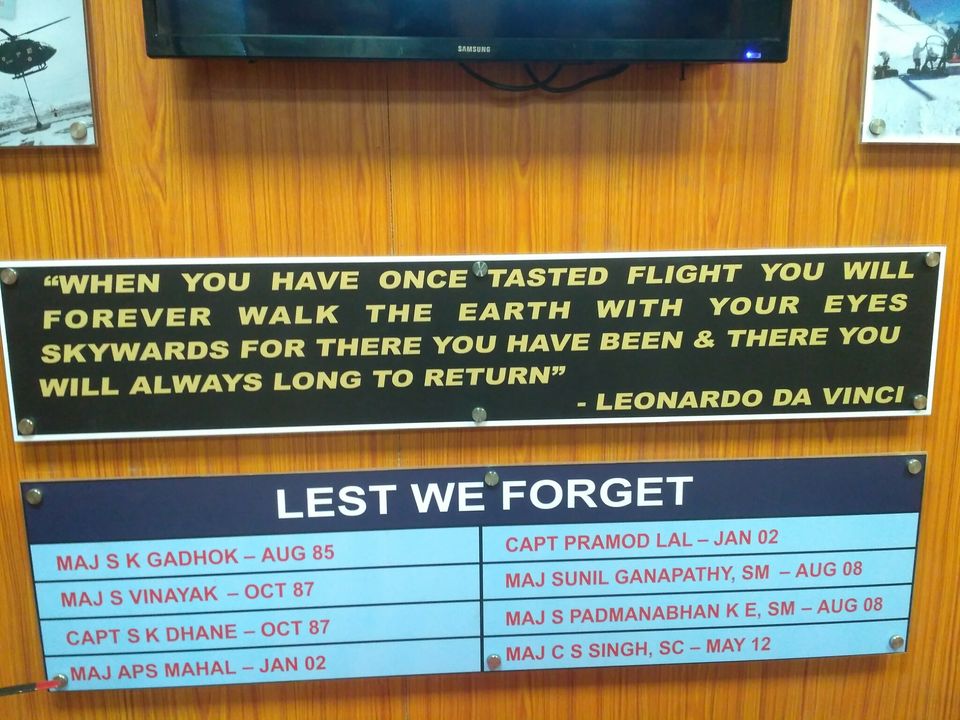 SAMSUNG
“WHEN YOU HAVE ONCE TASTED FLIGHT YOU WILL
FOREVER WALK THE EARTH WITH YOUR EYES
SKYWARDS FOR THERE YOU HAVE BEEN & THERE YOU
WILL ALWAYS LONG TO RETURN”
- LEONARDO DA VINCI
LEST WE FORGET
MAJ S K GADHOK – AUG 85
MAJ S VINAYAK – OCT 87
CAPT S K DHANE – OCT 87
MAJ APS MAHAL – JAN 02
CAPT PRAMOD LAL – JAN 02
MAJ SUNIL GANAPATHY, SM – AUG 08
MAJ S PADMANABHAN K E, SM – AUG 08
MAJ C S SINGH, SC – MAY 12